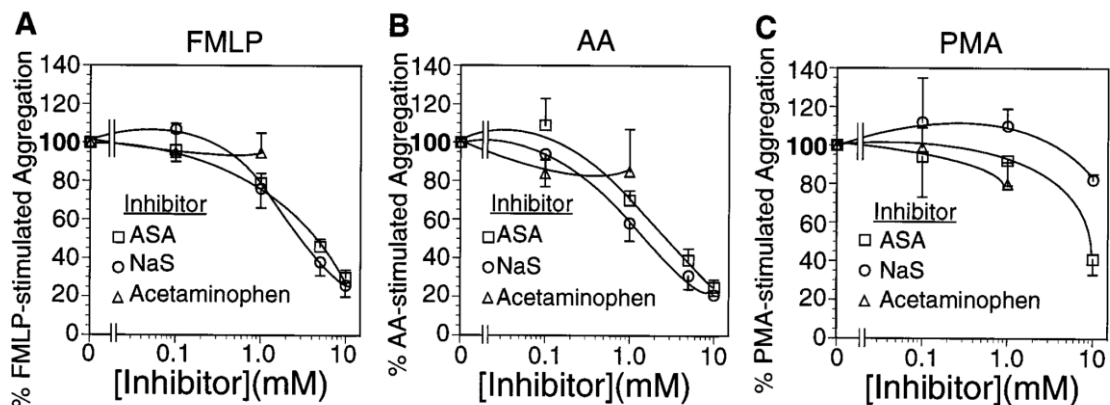 A
FMLP
% FMLP-stimulated Aggregation
140
120
100
80
60
40
20
0
Inhibitor
ASA
NaS
Acetaminophen
0 0.1 1.0 10
[Inhibitor](mM)
B
AA
% AA-stimulated Aggregation
140
120
100
80
60
40
20
0
Inhibitor
ASA
NaS
Acetaminophen
0 0.1 1.0 10
[Inhibitor](mM)
C
PMA
% PMA-stimulated Aggregation
140
120
100
80
60
40
20
0
Inhibitor
ASA
NaS
Acetaminophen
0 0.1 1.0 10
[Inhibitor](mM)